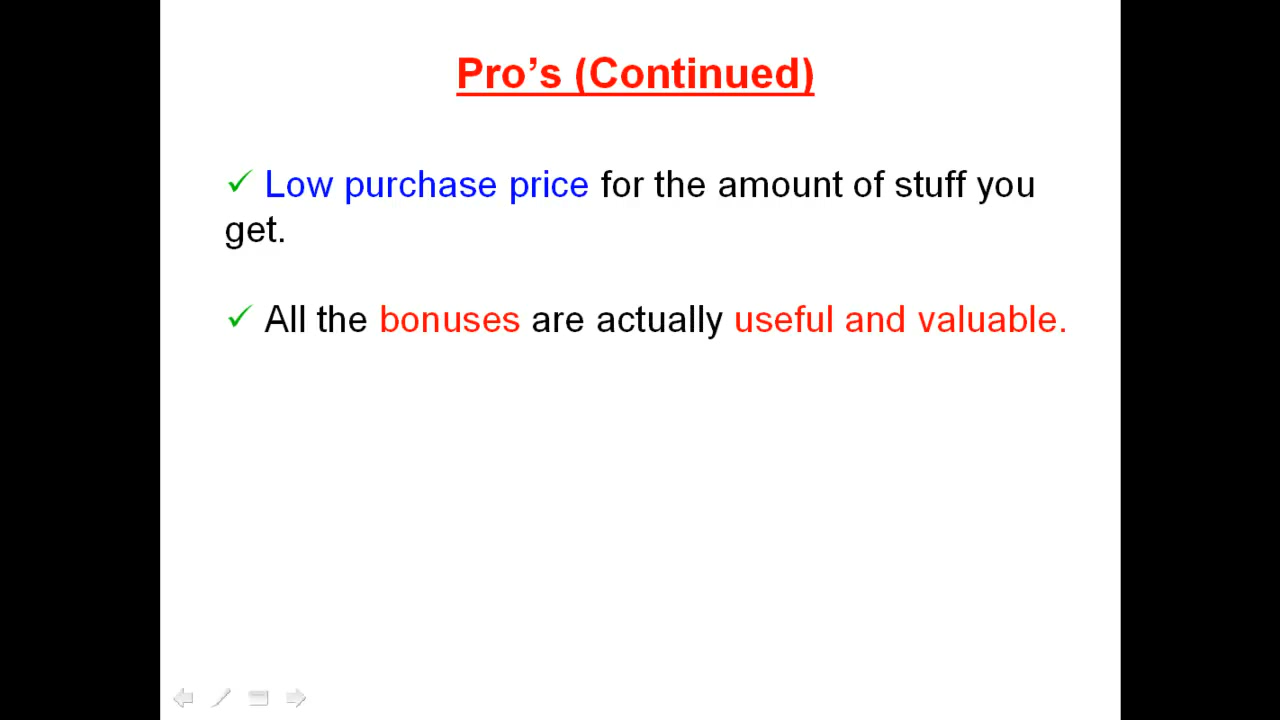 Pro’s (Continued)
✓ Low purchase price for the amount of stuff you
get.
✓ All the bonuses are actually useful and valuable.